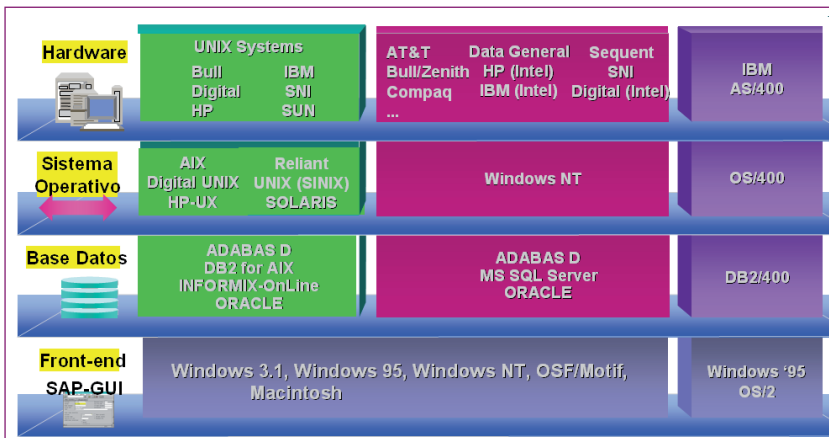 Hardware
UNIX Systems
Bull IBM
Digital SNI
HP SUN
AT&T Data General Sequent
Bull/Zenith HP (Intel) SNI
Compaq IBM (Intel) Digital (Intel)
...
IBM
AS/400
Sistema
Operativo
AIX Reliant
Digital UNIX UNIX (SINIX)
HP-UX SOLARIS
Windows NT
OS/400
Base Datos
ADABAS D
DB2 for AIX
INFORMIX-OnLine
ORACLE
ADABAS D
MS SQL Server
ORACLE
DB2/400
Front-end
SAP-GUI
Windows 3.1, Windows 95, Windows NT, OSF/Motif,
Macintosh
Windows '95
OS/2